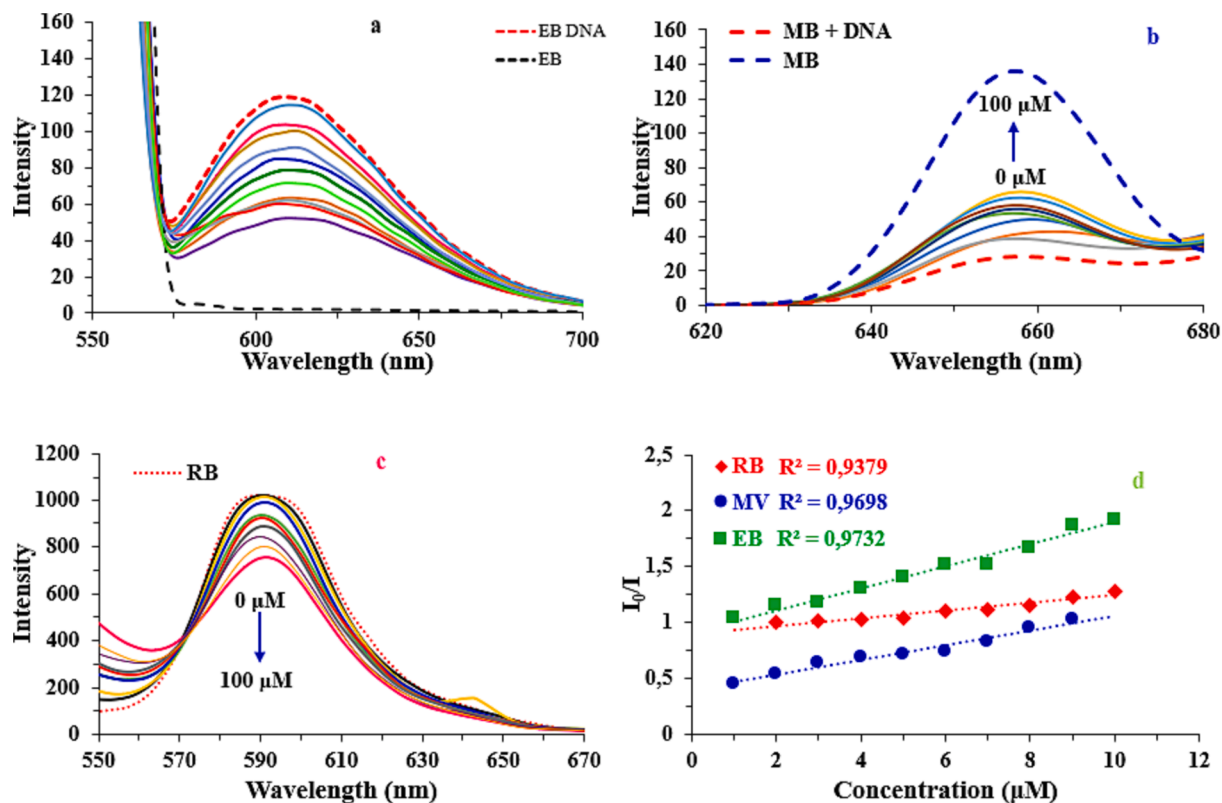 a
EB DNA
EB
Intensity
160
140
120
100
80
60
40
20
0
550 600 650 700
Wavelength (nm)
b
MB + DNA
MB
100 µM
0 µM
Intensity
160
140
120
100
80
60
40
20
0
620 640 660 680
Wavelength (nm)
c
RB
0 µM
100 µM
Intensity
1200
1000
800
600
400
200
0
550 570 590 610 630 650 670
Wavelength (nm)
d
RB R² = 0,9379
MV R² = 0,9698
EB R² = 0,9732
I₀/I
2,5
2
1,5
1
0,5
0
0 2 4 6 8 10 12
Concentration (µM)